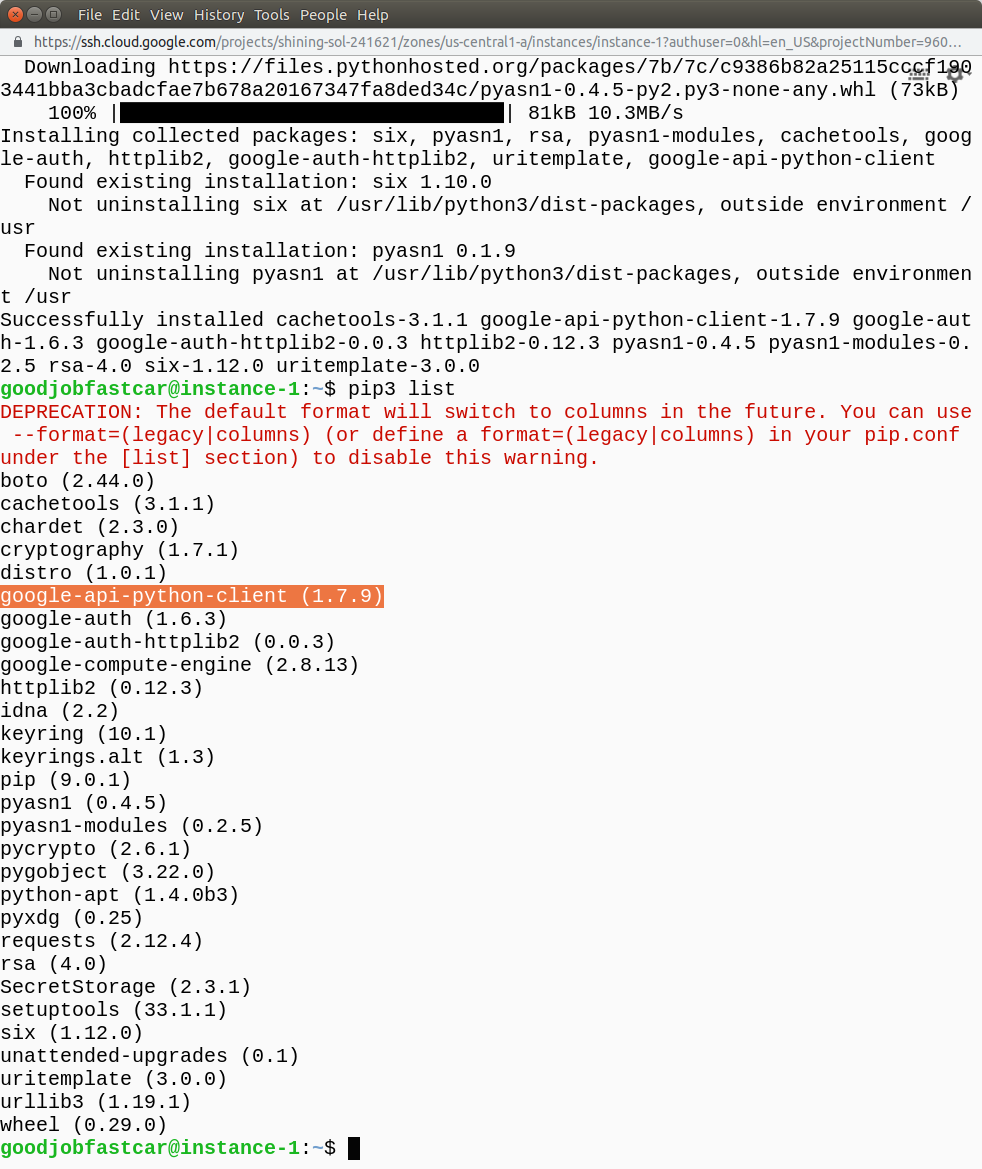 File Edit View History Tools People Help
https://ssh.cloud.google.com/projects/shining-sol-241621/zones/us-central1-a/instances/instance-1?authuser=0&hl=en_US&projectNumber=960...
  Downloading https://files.pythonhosted.org/packages/7b/7c/c9386b82a25115cccf190
3441bba3cbadcfae7b678a20167347fa8ded34c/pyasn1-0.4.5-py2.py3-none-any.whl (73kB)
    100% |████████████████████████████████| 81kB 10.3MB/s
Installing collected packages: six, pyasn1, rsa, pyasn1-modules, cachetools, goog
le-auth, httplib2, google-auth-httplib2, uritemplate, google-api-python-client
  Found existing installation: six 1.10.0
    Not uninstalling six at /usr/lib/python3/dist-packages, outside environment /
usr
  Found existing installation: pyasn1 0.1.9
    Not uninstalling pyasn1 at /usr/lib/python3/dist-packages, outside environmen
t /usr
Successfully installed cachetools-3.1.1 google-api-python-client-1.7.9 google-aut
h-1.6.3 google-auth-httplib2-0.0.3 httplib2-0.12.3 pyasn1-0.4.5 pyasn1-modules-0.
2.5 rsa-4.0 six-1.12.0 uritemplate-3.0.0
goodjobfastcar@instance-1:~$ pip3 list
DEPRECATION: The default format will switch to columns in the future. You can use
 --format=(legacy|columns) (or define a format=(legacy|columns) in your pip.conf
under the [list] section) to disable this warning.
boto (2.44.0)
cachetools (3.1.1)
chardet (2.3.0)
cryptography (1.7.1)
distro (1.0.1)
google-api-python-client (1.7.9)
google-auth (1.6.3)
google-auth-httplib2 (0.0.3)
google-compute-engine (2.8.13)
httplib2 (0.12.3)
idna (2.2)
keyring (10.1)
keyrings.alt (1.3)
pip (9.0.1)
pyasn1 (0.4.5)
pyasn1-modules (0.2.5)
pycrypto (2.6.1)
pygobject (3.22.0)
python-apt (1.4.0b3)
pyxdg (0.25)
requests (2.12.4)
rsa (4.0)
SecretStorage (2.3.1)
setuptools (33.1.1)
six (1.12.0)
unattended-upgrades (0.1)
uritemplate (3.0.0)
urllib3 (1.19.1)
wheel (0.29.0)
goodjobfastcar@instance-1:~$